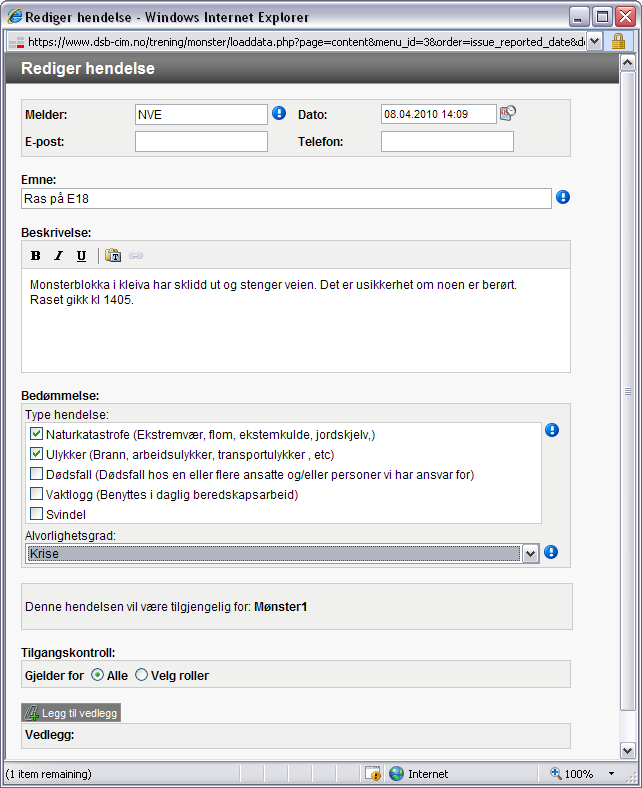 Rediger hendelse - Windows Internet Explorer
https://www.dsb-cim.no/trening/monster/loaddata.php?page=content&menu_id=3&order=issue_reported_date&d
Rediger hendelse
Melder: NVE Dato: 08.04.2010 14:09
E-post: Telefon:
Emne:
Ras på E18
Beskrivelse:
B I U
Monsterblokka i kleiva har sklidd ut og stenger veien. Det er usikkerhet om noen er berørt.
Raset gikk kl 1405.
Bedømmelse:
Type hendelse:
Naturkatastrofe (Ekstremvær, flom, ekstemkulde, jordskjelv,)
Ulykker (Brann, arbeidsulykker, transportulykker , etc)
Dødsfall (Dødsfall hos en eller flere ansatte og/eller personer vi har ansvar for)
Vaktlogg (Benyttes i daglig beredskapsarbeid)
Svindel
Alvorlighetsgrad:
Krise
Denne hendelsen vil være tilgjengelig for: Mønster1
Tilgangskontroll:
Gjelder for Alle Velg roller
Legg til vedlegg
Vedlegg:
(1 item remaining) Internet 100%